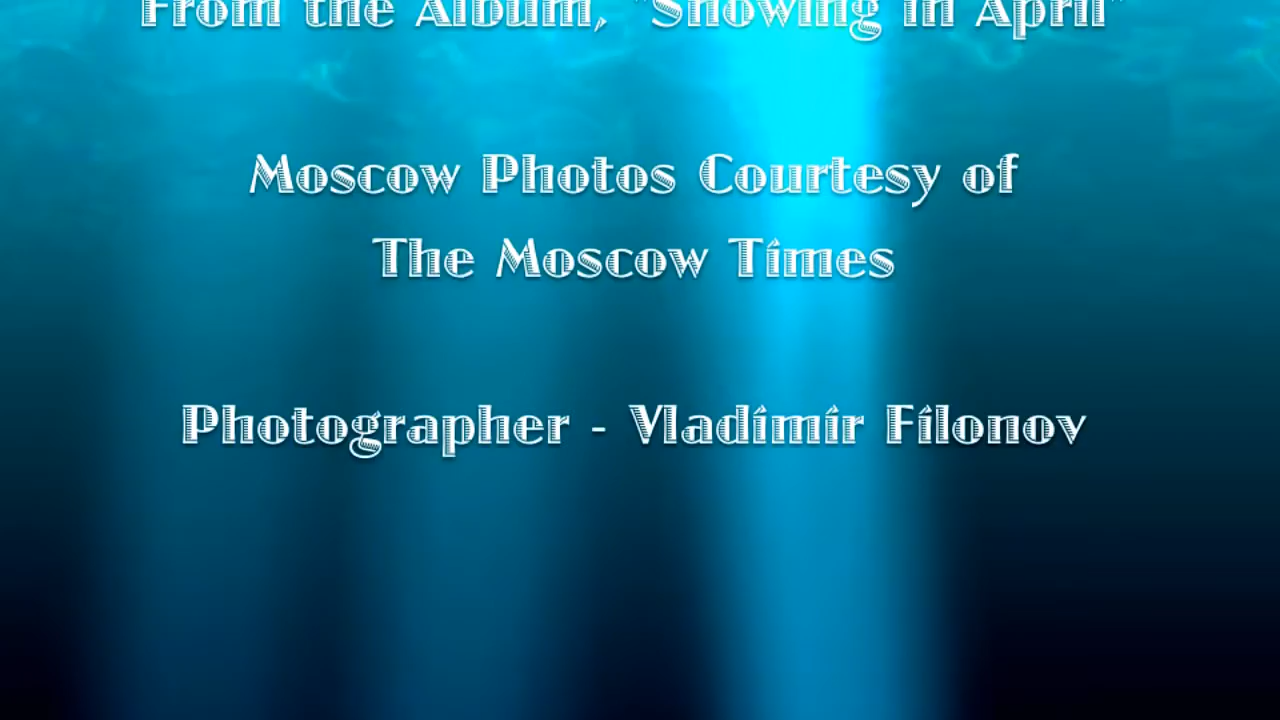 From the Album, "Snowing in April"
Moscow Photos Courtesy of
The Moscow Times
Photographer - Vladimir Filonov